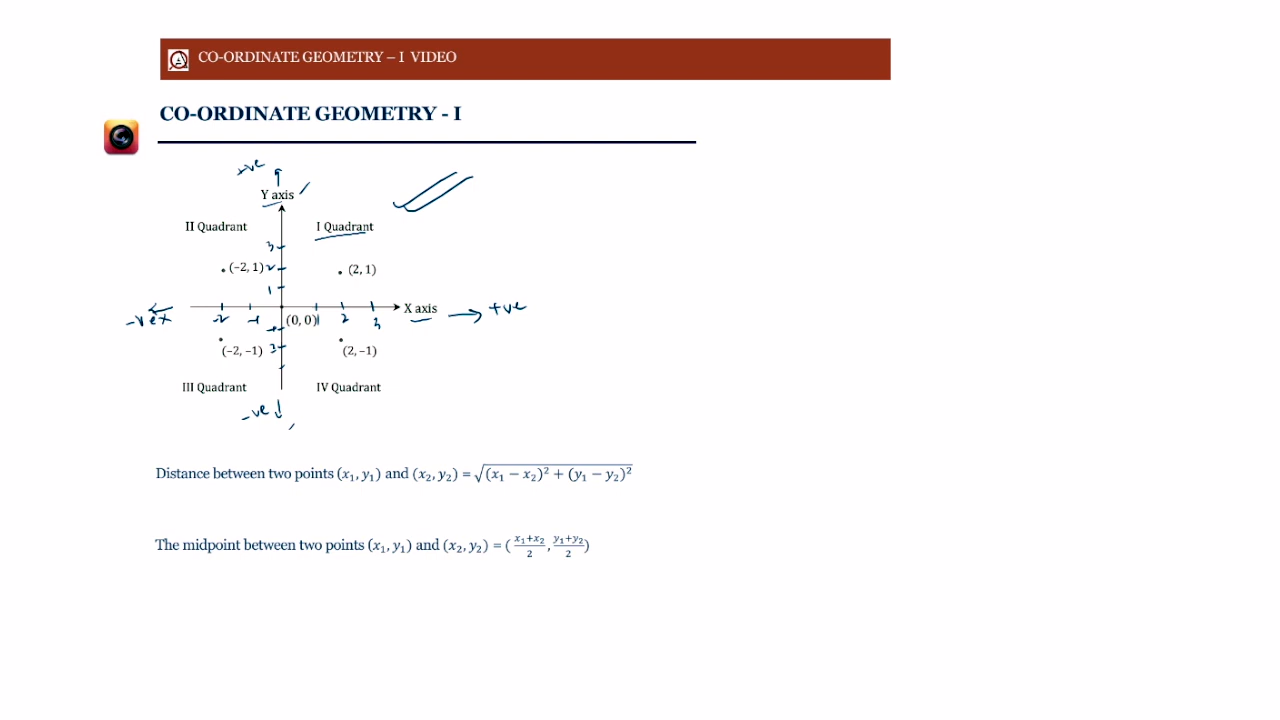 CO-ORDINATE GEOMETRY – I VIDEO
CO-ORDINATE GEOMETRY - I
+ve
Y axis
II Quadrant I Quadrant
3
(−2, 1) 2 (2, 1)
1
X axis +ve
-ve -2 -1 (0, 0) 2 3
(−2, −1) (2, −1)
III Quadrant IV Quadrant
-ve
Distance between two points (x₁, y₁) and (x₂, y₂) = √(x₁ − x₂)² + (y₁ − y₂)²
The midpoint between two points (x₁, y₁) and (x₂, y₂) = ( x₁+x₂/2 , y₁+y₂/2 )